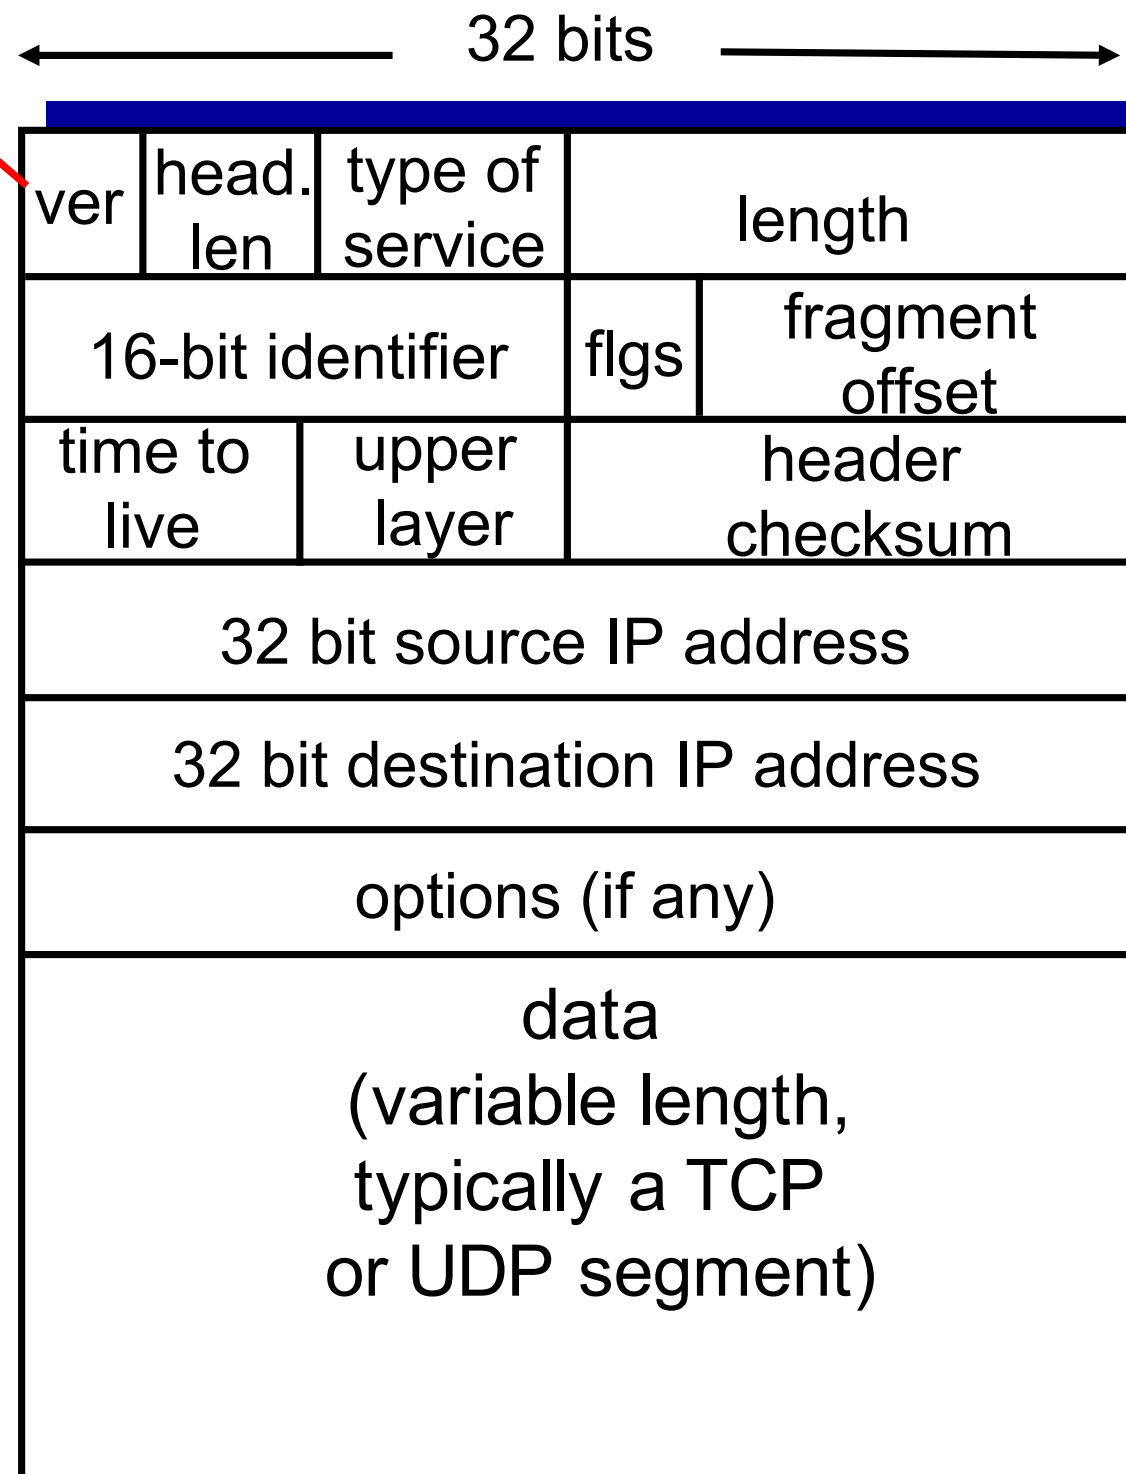 32 bits
ver
head.
len
type of
service
length
16-bit identifier
flgs
fragment
offset
time to
live
upper
layer
header
checksum
32 bit source IP address
32 bit destination IP address
options (if any)
data
(variable length,
typically a TCP
or UDP segment)